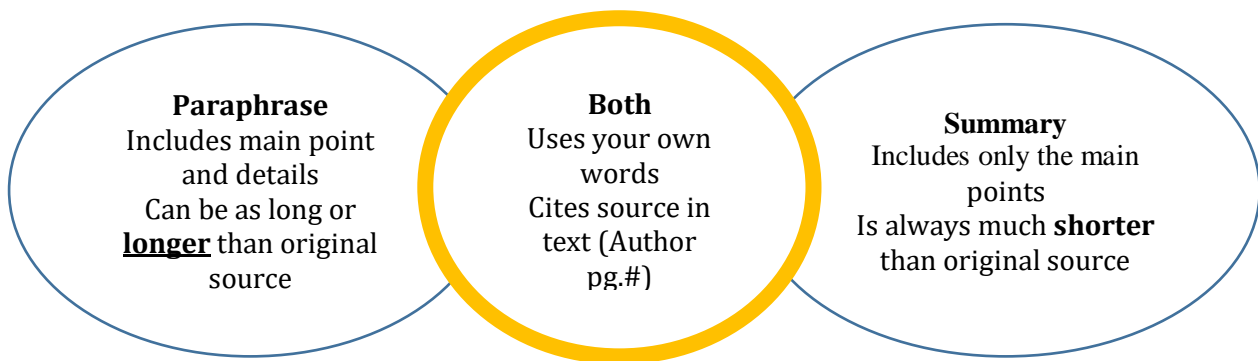 Paraphrase
Includes main point
and details
Can be as long or
longer than original
source
Both
Uses your own
words
Cites source in
text (Author
pg.#)
Summary
Includes only the main
points
Is always much shorter
than original source